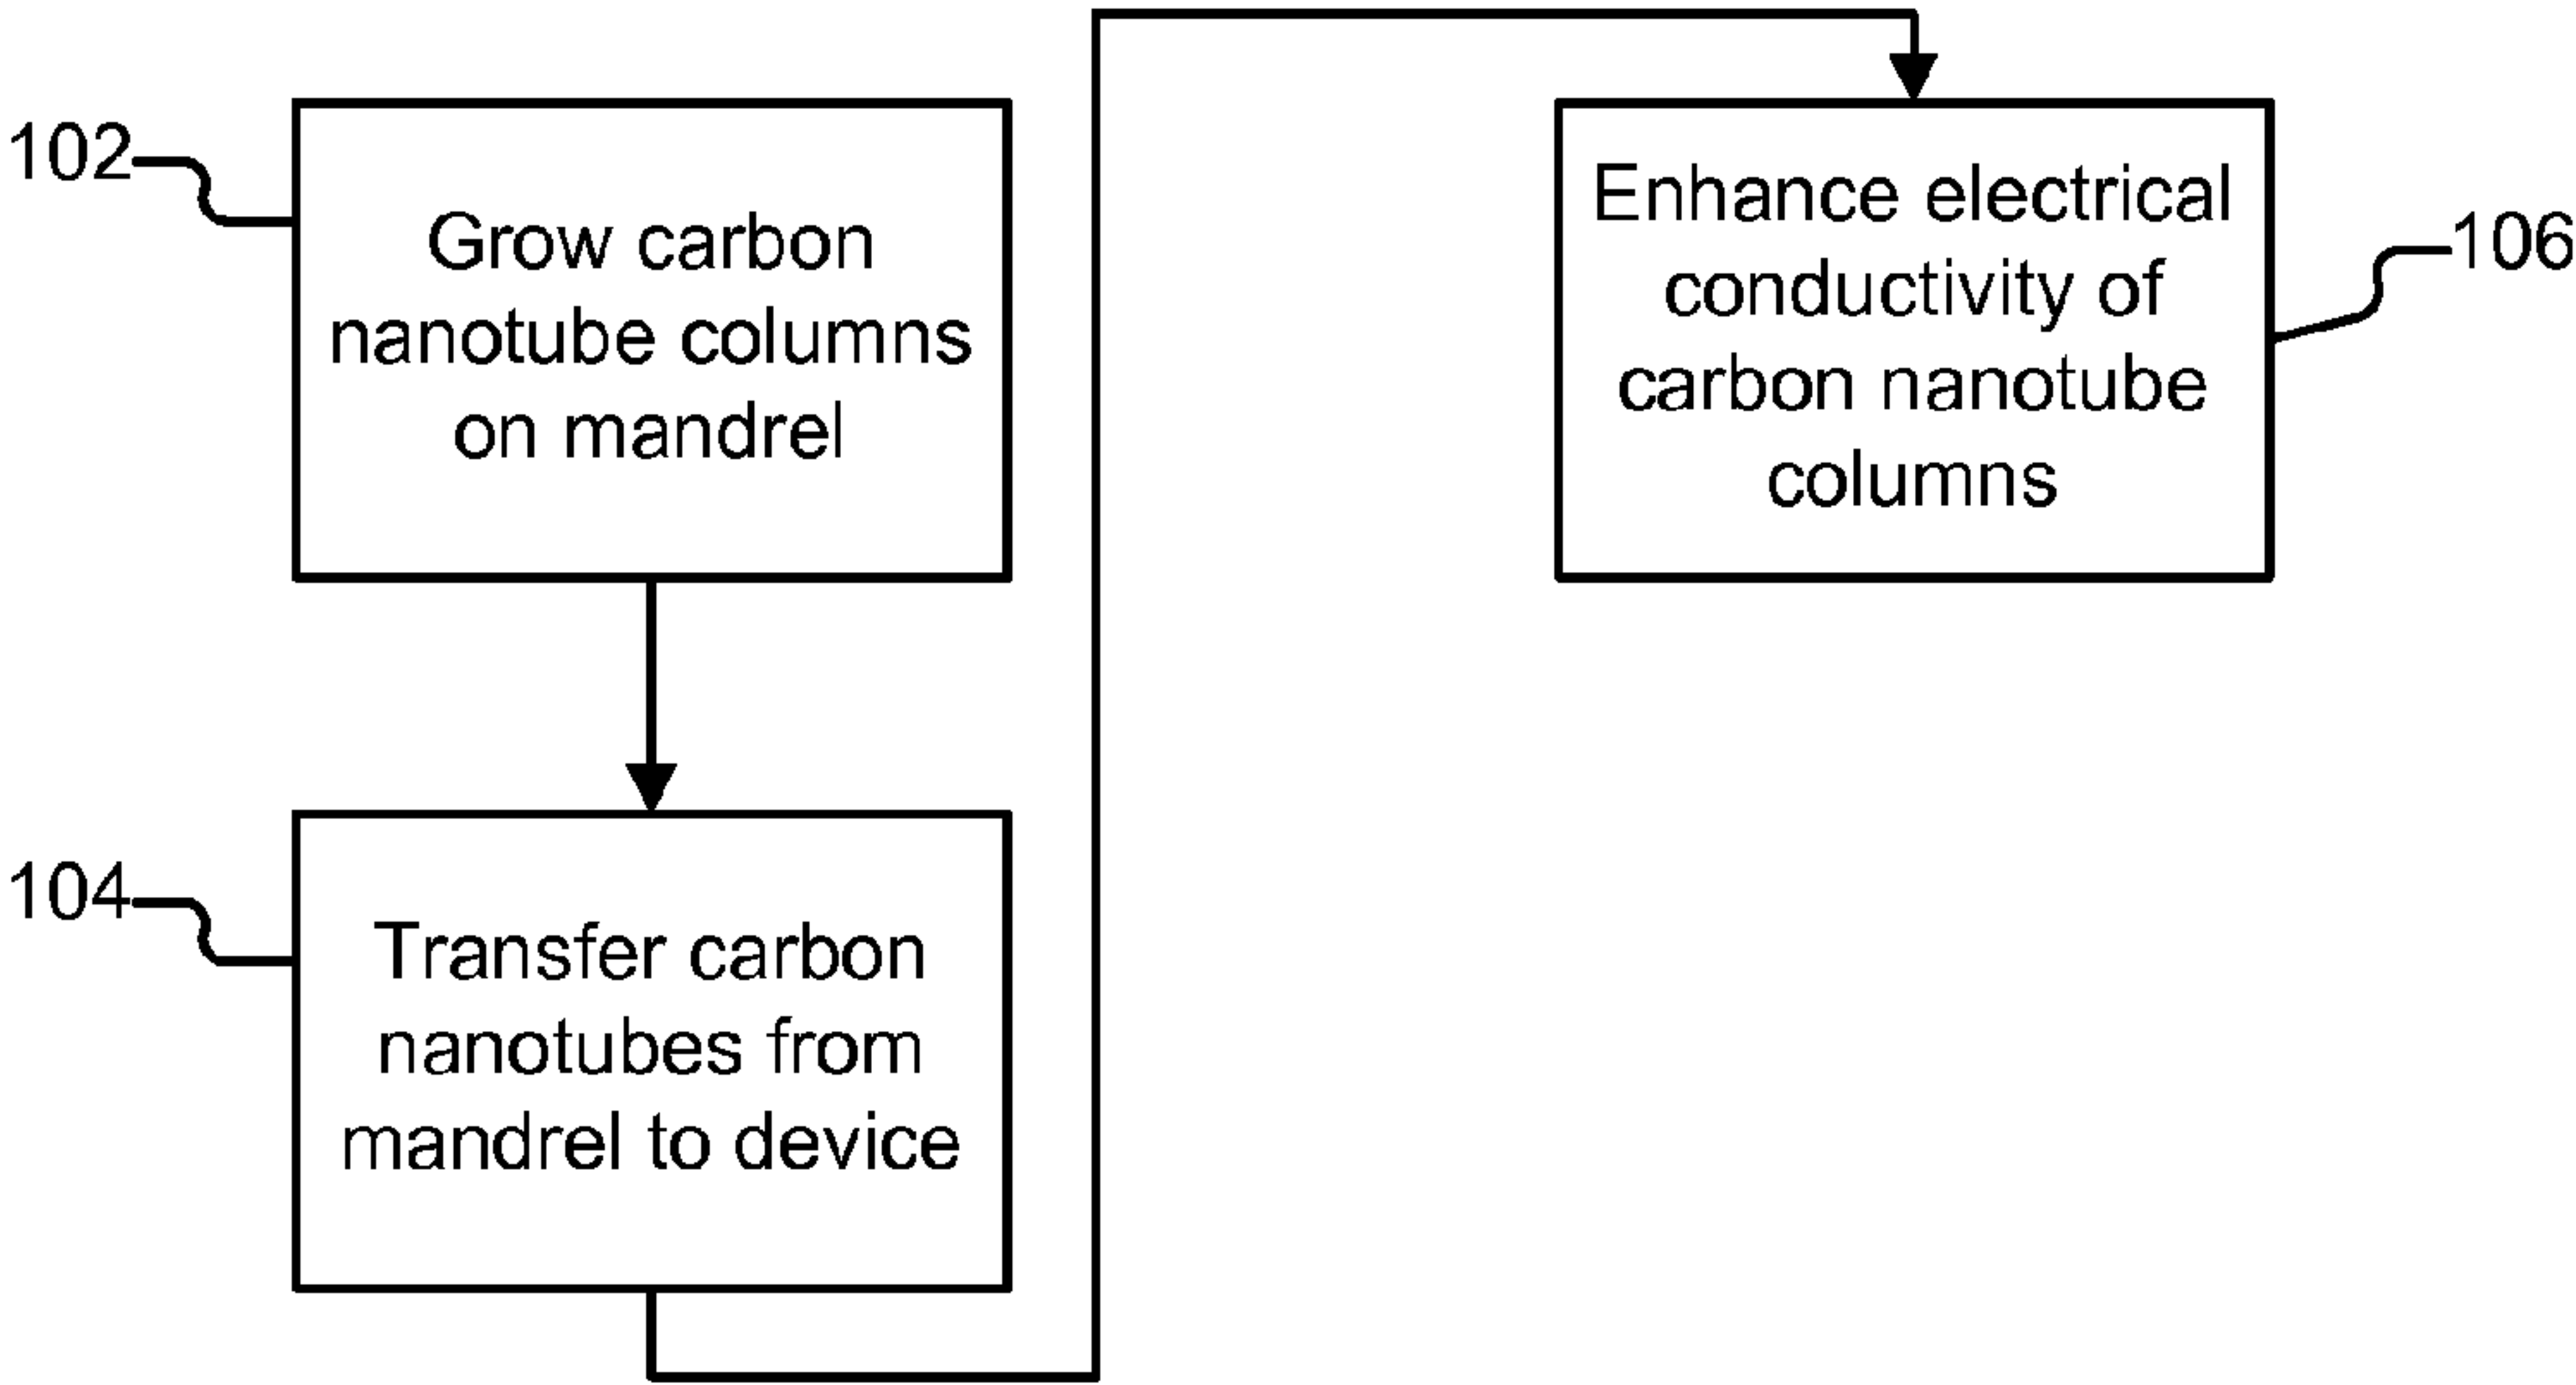 102
Grow carbon
nanotube columns
on mandrel
104
Transfer carbon
nanotubes from
mandrel to device
Enhance electrical
conductivity of
carbon nanotube
columns
106